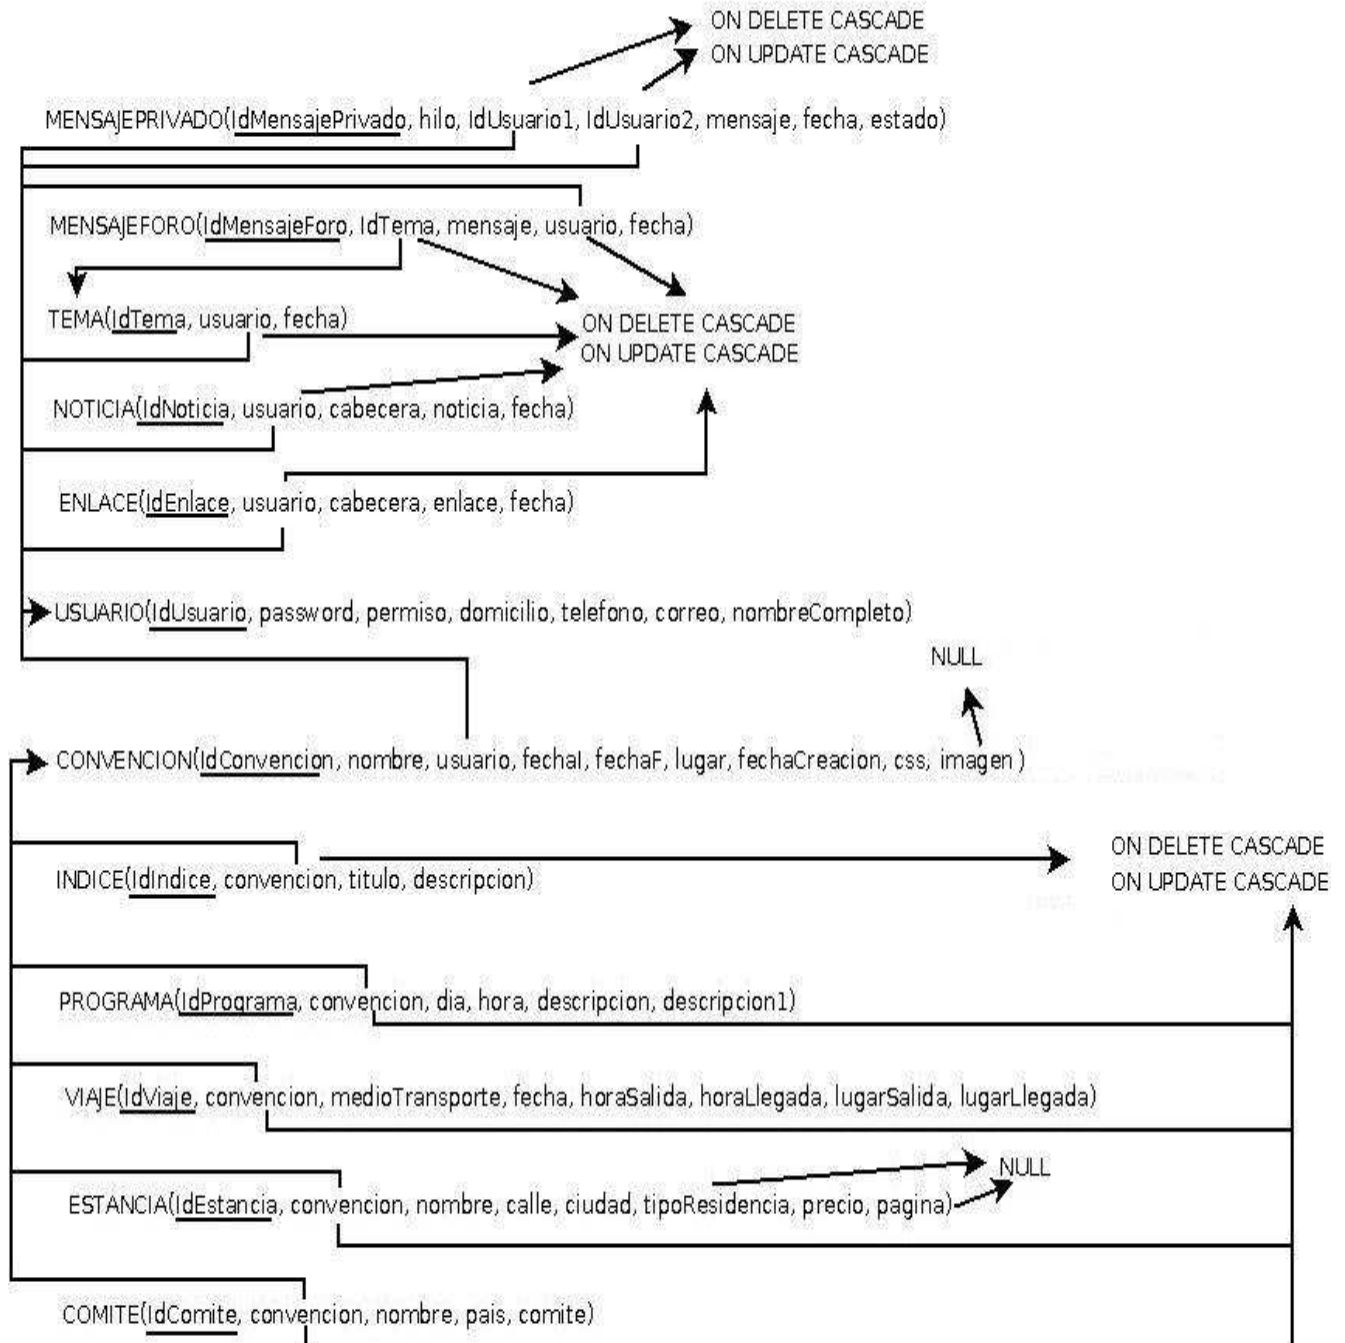 ON DELETE CASCADE
ON UPDATE CASCADE
MENSAJEPRIVADO(IdMensajePrivado, hilo, IdUsuario1, IdUsuario2, mensaje, fecha, estado)
MENSAJEFORO(IdMensajeForo, IdTema, mensaje, usuario, fecha)
TEMA(IdTema, usuario, fecha)
ON DELETE CASCADE
ON UPDATE CASCADE
NOTICIA(IdNoticia, usuario, cabecera, noticia, fecha)
ENLACE(IdEnlace, usuario, cabecera, enlace, fecha)
USUARIO(IdUsuario, password, permiso, domicilio, telefono, correo, nombreCompleto)
NULL
CONVENCION(IdConvencion, nombre, usuario, fechaI, fechaF, lugar, fechaCreacion, css, imagen )
ON DELETE CASCADE
ON UPDATE CASCADE
INDICE(IdIndice, convencion, titulo, descripcion)
PROGRAMA(IdPrograma, convencion, dia, hora, descripcion, descripcion1)
VIAJE(IdViaje, convencion, medioTransporte, fecha, horaSalida, horaLlegada, lugarSalida, lugarLlegada)
NULL
ESTANCIA(IdEstancia, convencion, nombre, calle, ciudad, tipoResidencia, precio, pagina)
COMITE(IdComite, convencion, nombre, pais, comite)